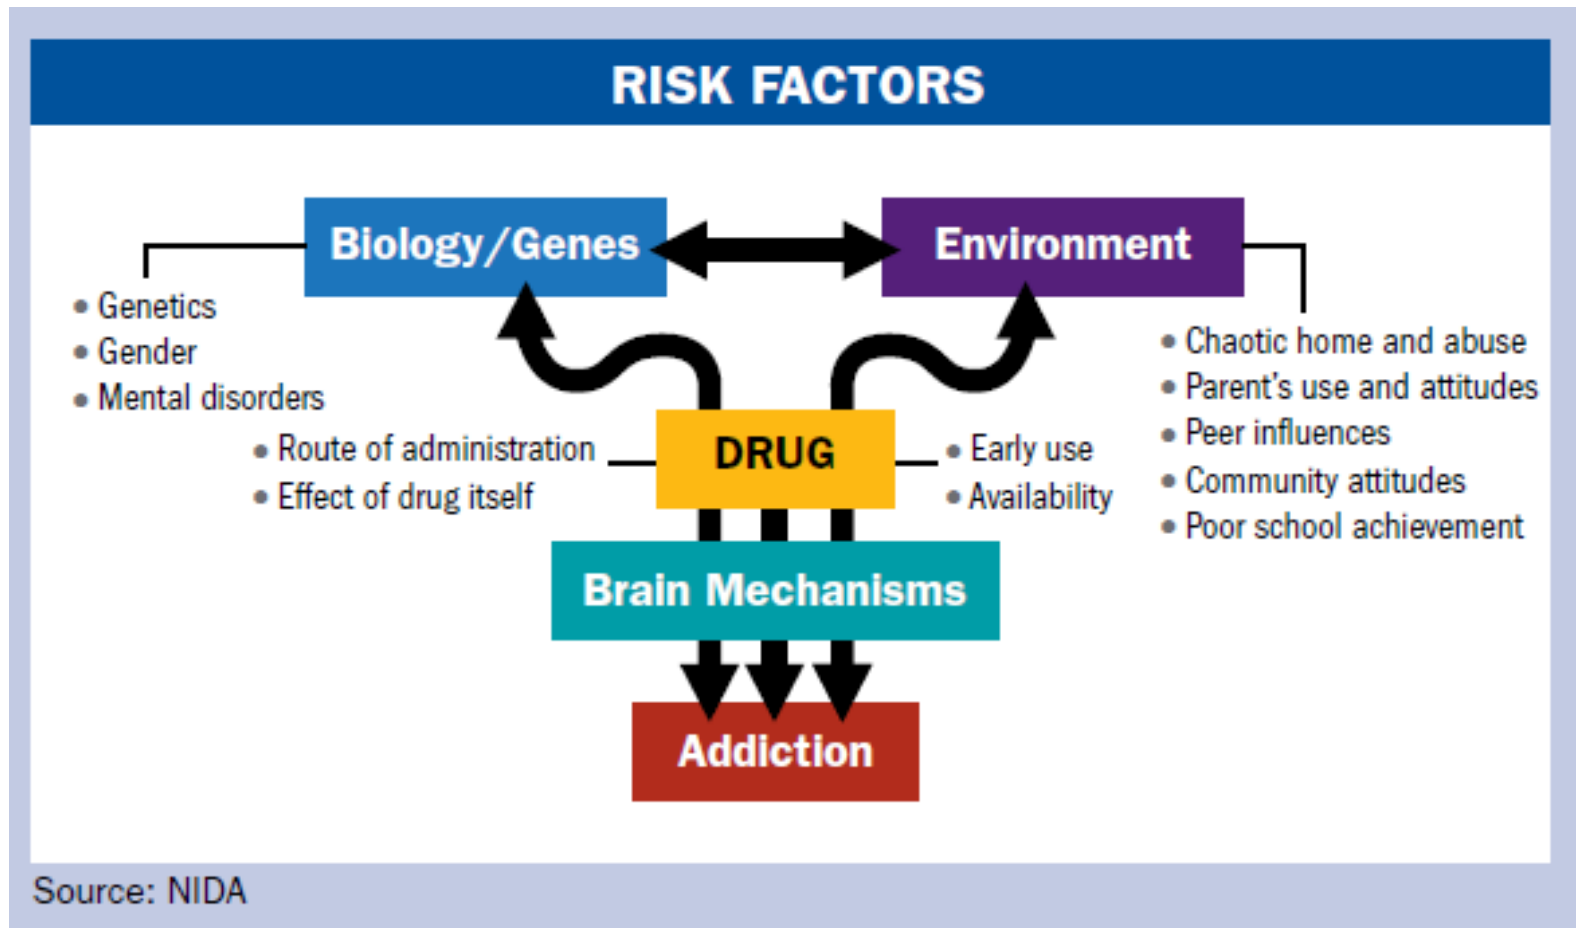 RISK FACTORS
Biology/Genes
Environment
• Genetics
• Gender
• Mental disorders
• Chaotic home and abuse
• Parent's use and attitudes
• Peer influences
• Community attitudes
• Poor school achievement
DRUG
• Route of administration
• Effect of drug itself
• Early use
• Availability
Brain Mechanisms
Addiction
Source: NIDA